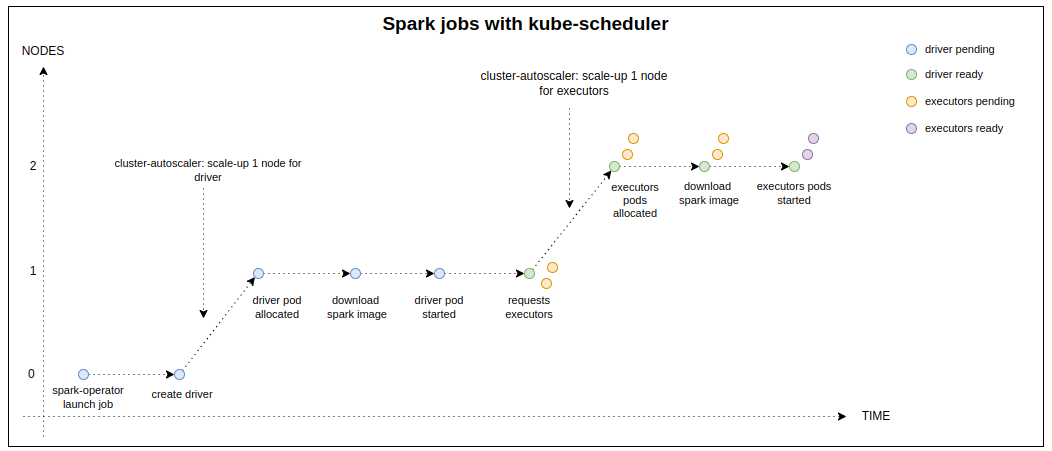 Spark jobs with kube-scheduler
NODES
driver pending
driver ready
executors pending
executors ready
cluster-autoscaler: scale-up 1 node
for executors
cluster-autoscaler: scale-up 1 node for
driver
2
executors
pods
allocated
download
spark image
executors pods
started
1
driver pod
allocated
download
spark image
driver pod
started
requests
executors
0
spark-operator
launch job
create driver
TIME